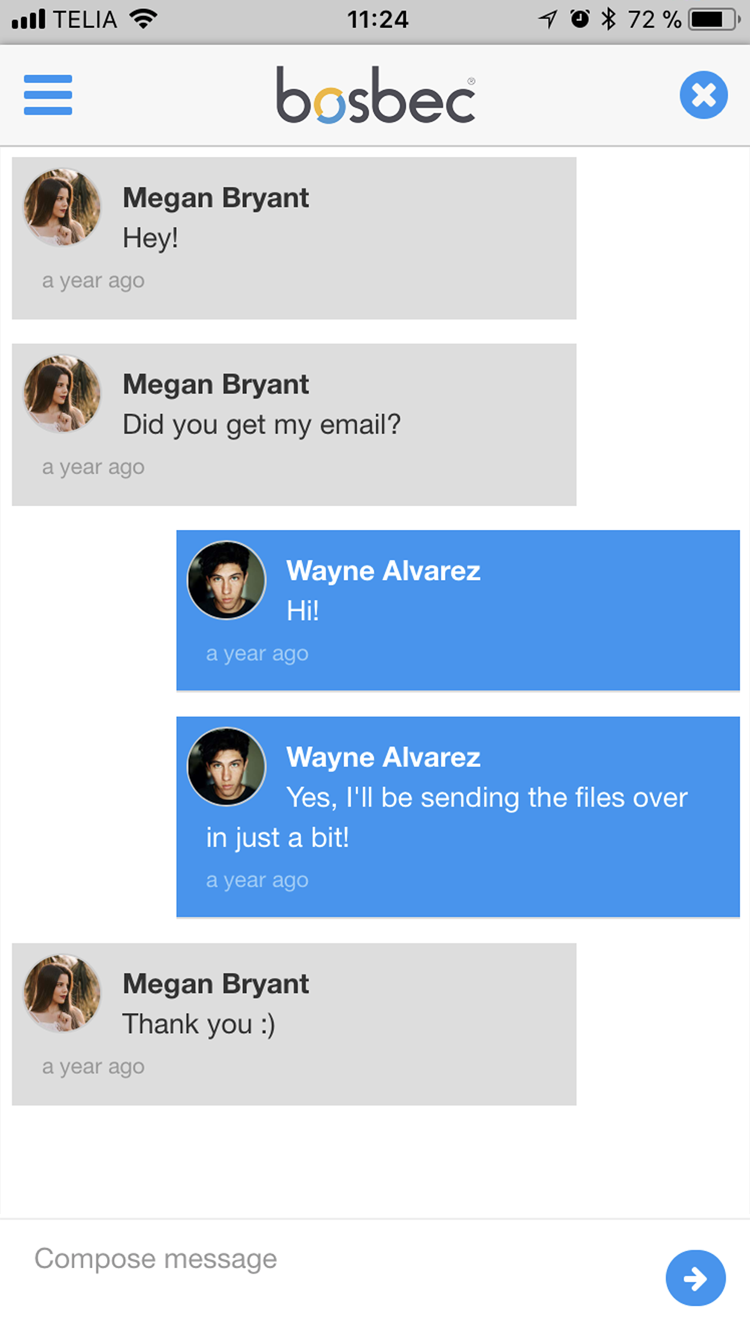 TELIA 11:24 72 %
bosbec®
Megan Bryant
Hey!
a year ago
Megan Bryant
Did you get my email?
a year ago
Wayne Alvarez
Hi!
a year ago
Wayne Alvarez
Yes, I'll be sending the files over
in just a bit!
a year ago
Megan Bryant
Thank you :)
a year ago
Compose message